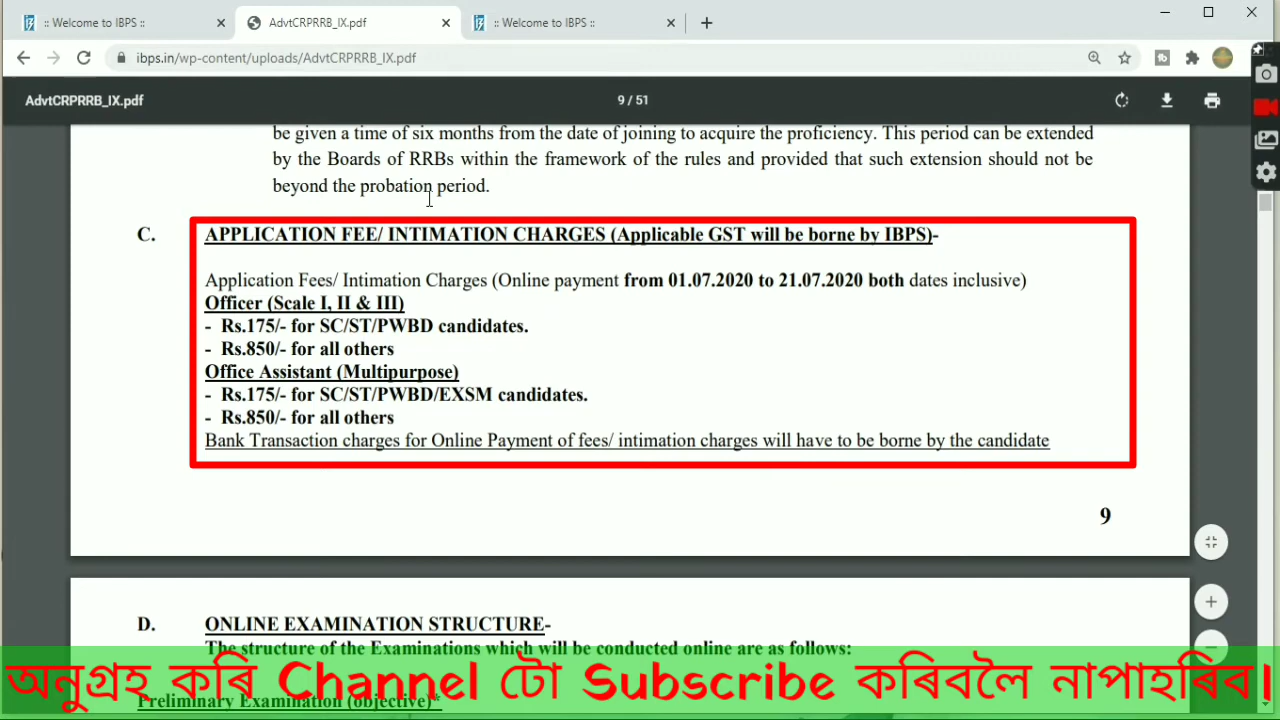 :: Welcome to IBPS ::
AdvtCRPRRB_IX.pdf
:: Welcome to IBPS ::
ibps.in/wp-content/uploads/AdvtCRPRRB_IX.pdf
AdvtCRPRRB_IX.pdf
9 / 51
be given a time of six months from the date of joining to acquire the proficiency. This period can be extended
by the Boards of RRBs within the framework of the rules and provided that such extension should not be
beyond the probation period.
C. APPLICATION FEE/ INTIMATION CHARGES (Applicable GST will be borne by IBPS)-
Application Fees/ Intimation Charges (Online payment from 01.07.2020 to 21.07.2020 both dates inclusive)
Officer (Scale I, II & III)
- Rs.175/- for SC/ST/PWBD candidates.
- Rs.850/- for all others
Office Assistant (Multipurpose)
- Rs.175/- for SC/ST/PWBD/EXSM candidates.
- Rs.850/- for all others
Bank Transaction charges for Online Payment of fees/ intimation charges will have to be borne by the candidate
9
D. ONLINE EXAMINATION STRUCTURE-
The structure of the Examinations which will be conducted online are as follows:
অনুগ্ৰহ কৰি Channel টো Subscribe কৰিবলৈ নাপাহৰিব।
Preliminary Examination (objective)*